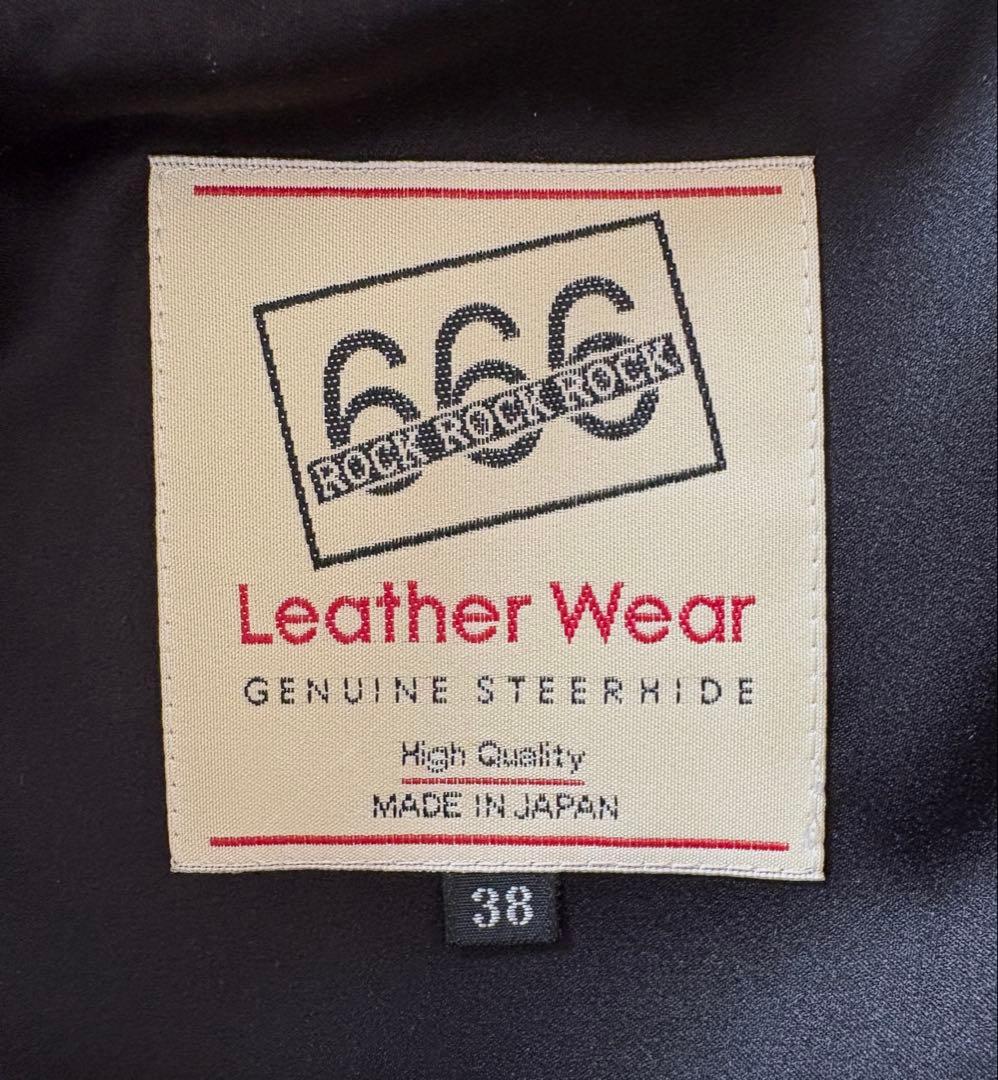 666
ROCK ROCK ROCK
Leather Wear
GENUINE STEERHIDE
High Quality
MADE IN JAPAN
38